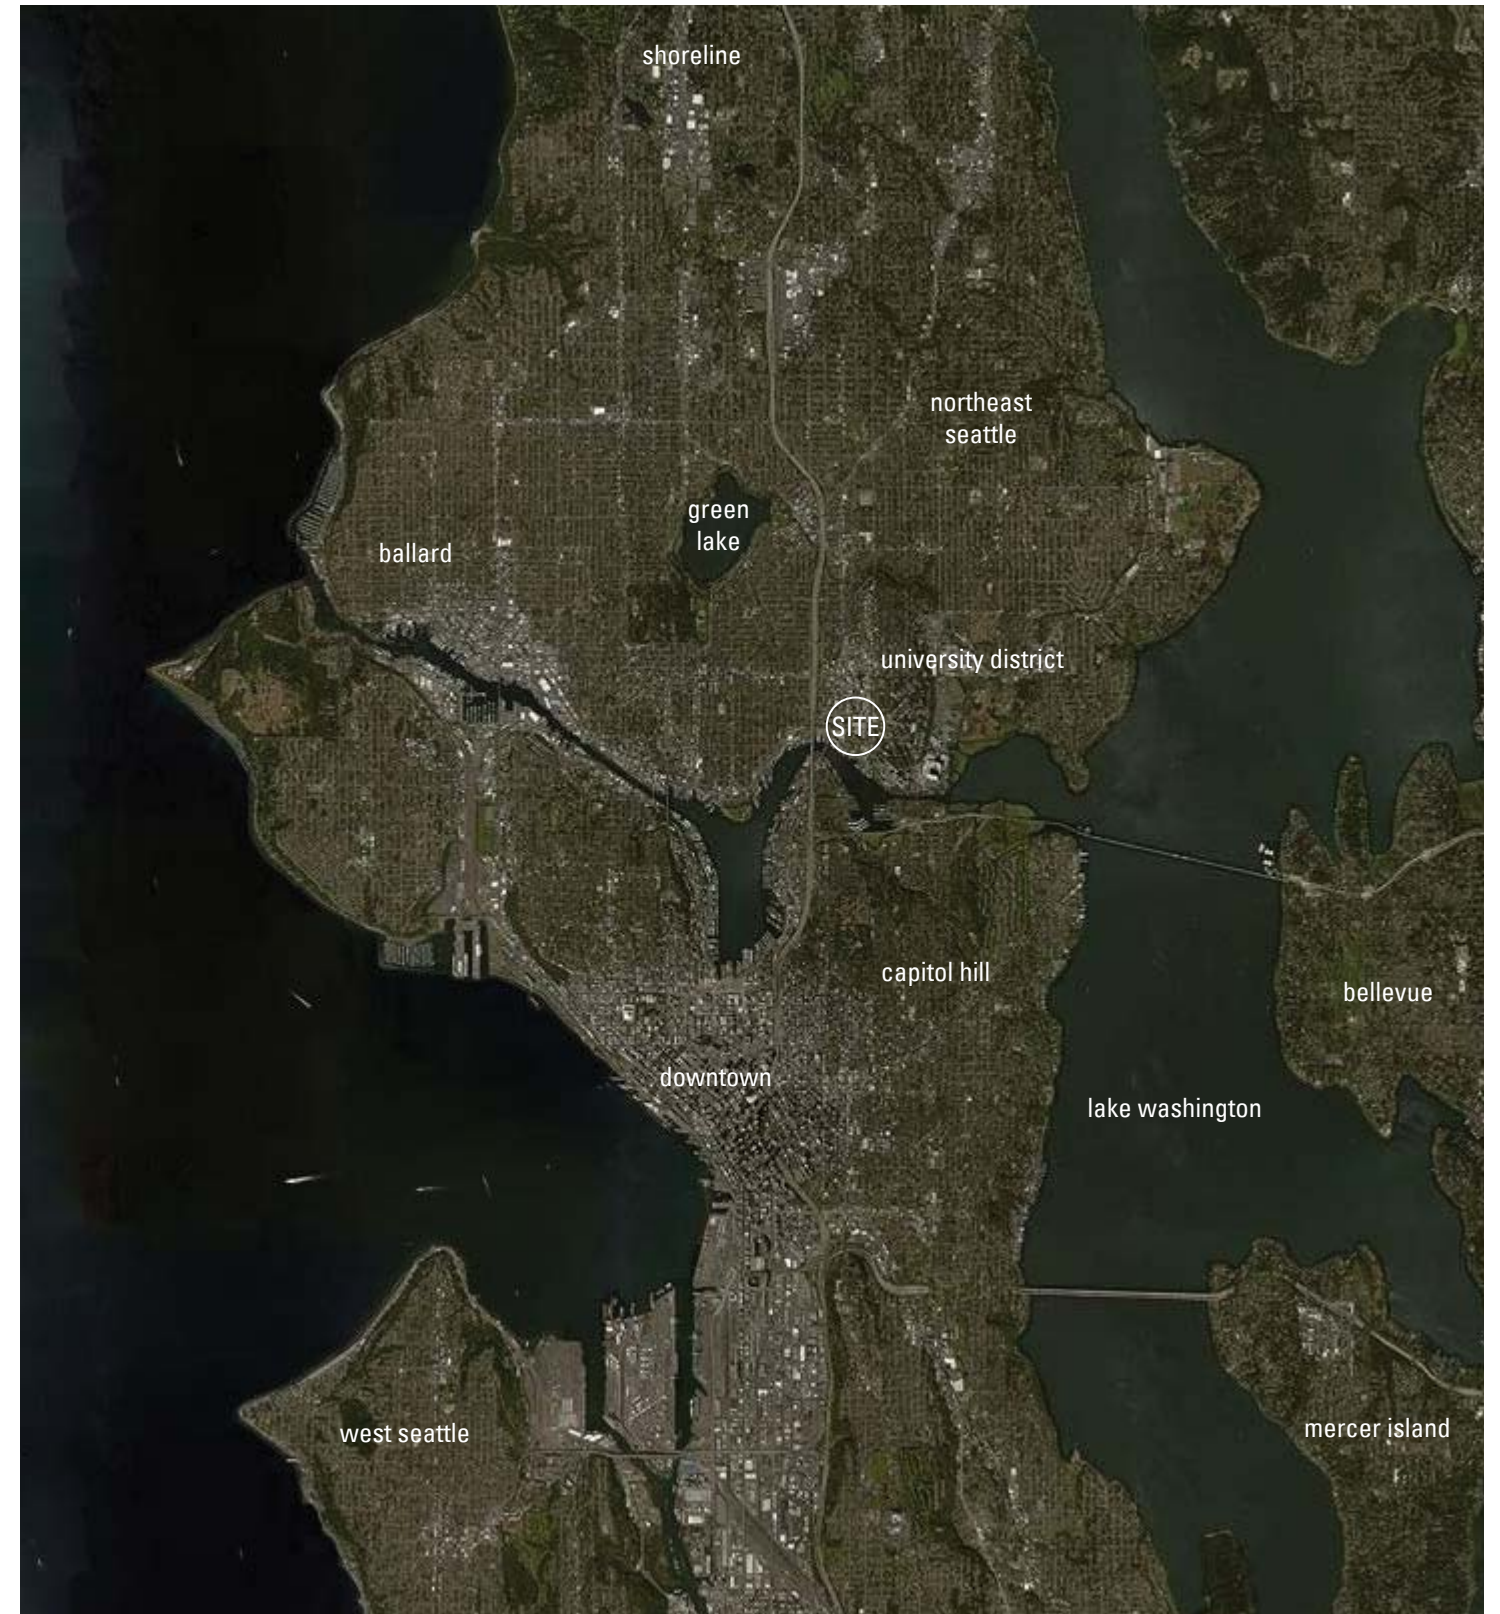 shoreline
northeast
seattle
green
lake
ballard
university district
SITE
capitol hill
bellevue
downtown
lake washington
west seattle
mercer island